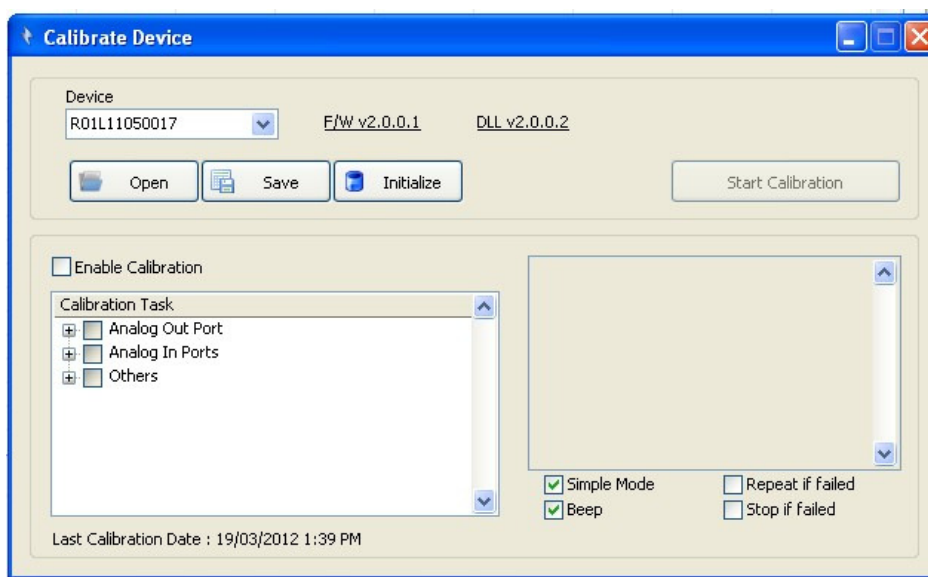 Calibrate Device
Device
R01L11050017
F/W v2.0.0.1
DLL v2.0.0.2
Open
Save
Initialize
Start Calibration
Enable Calibration
Calibration Task
Analog Out Port
Analog In Ports
Others
Simple Mode
Repeat if failed
Beep
Stop if failed
Last Calibration Date : 19/03/2012 1:39 PM